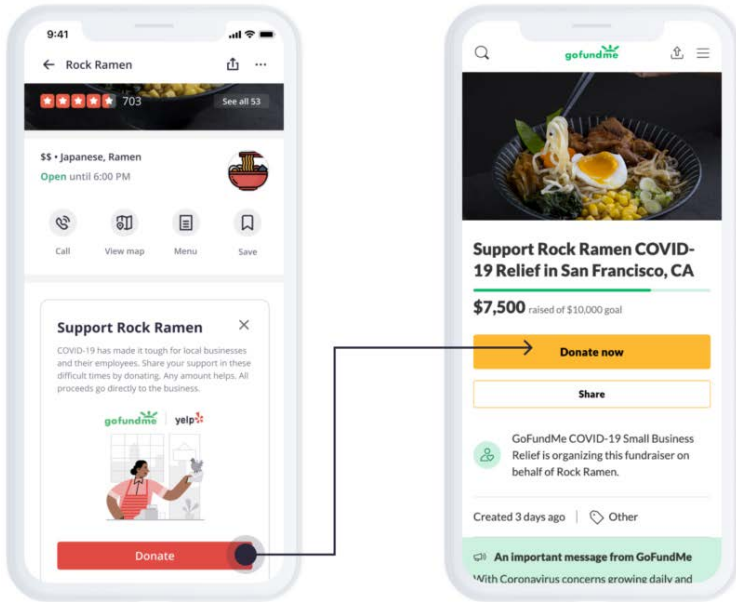 9:41
Rock Ramen
703
See all 53
$$ • Japanese, Ramen
Open until 6:00 PM
Call
View map
Menu
Save
Support Rock Ramen
COVID-19 has made it tough for local businesses
and their employees. Share your support in these
difficult times by donating. Any amount helps. All
proceeds go directly to the business.
gofundme
yelp
Donate
gofundme
Support Rock Ramen COVID-
19 Relief in San Francisco, CA
$7,500 raised of $10,000 goal
Donate now
Share
GoFundMe COVID-19 Small Business
Relief is organizing this fundraiser on
behalf of Rock Ramen.
Created 3 days ago
Other
An important message from GoFundMe
With Coronavirus concerns growing daily and